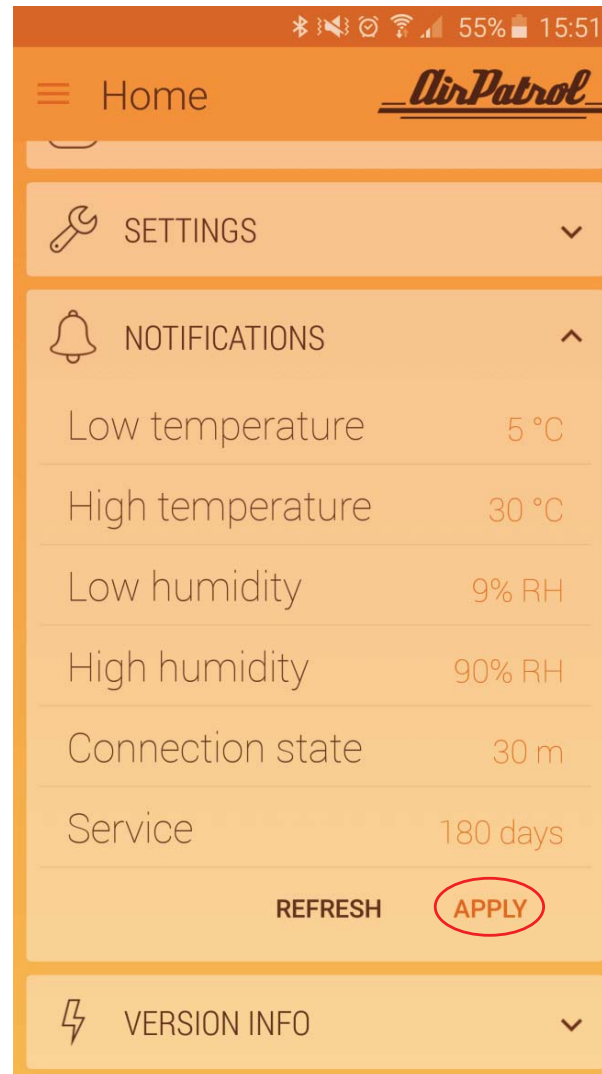 55% 15:51
Home AirPatrol
SETTINGS
NOTIFICATIONS
Low temperature 5 °C
High temperature 30 °C
Low humidity 9% RH
High humidity 90% RH
Connection state 30 m
Service 180 days
REFRESH APPLY
VERSION INFO